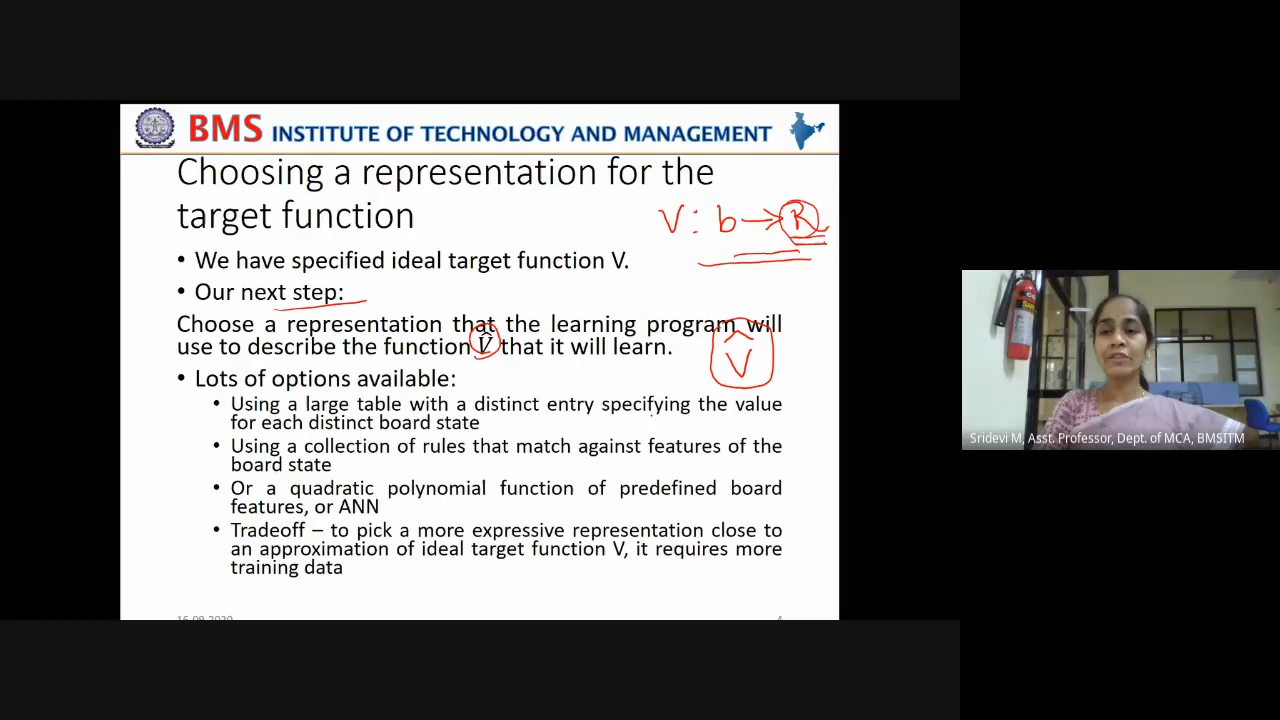 BMS INSTITUTE OF TECHNOLOGY AND MANAGEMENT
Choosing a representation for the
target function
V : b → R
• We have specified ideal target function V.
• Our next step:
Choose a representation that the learning program will
use to describe the function V̂ that it will learn.
V̂
• Lots of options available:
• Using a large table with a distinct entry specifying the value
for each distinct board state
• Using a collection of rules that match against features of the
board state
• Or a quadratic polynomial function of predefined board
features, or ANN
• Tradeoff – to pick a more expressive representation close to
an approximation of ideal target function V, it requires more
training data
16.09.2020
4
Sridevi M, Asst. Professor, Dept. of MCA, BMSITM